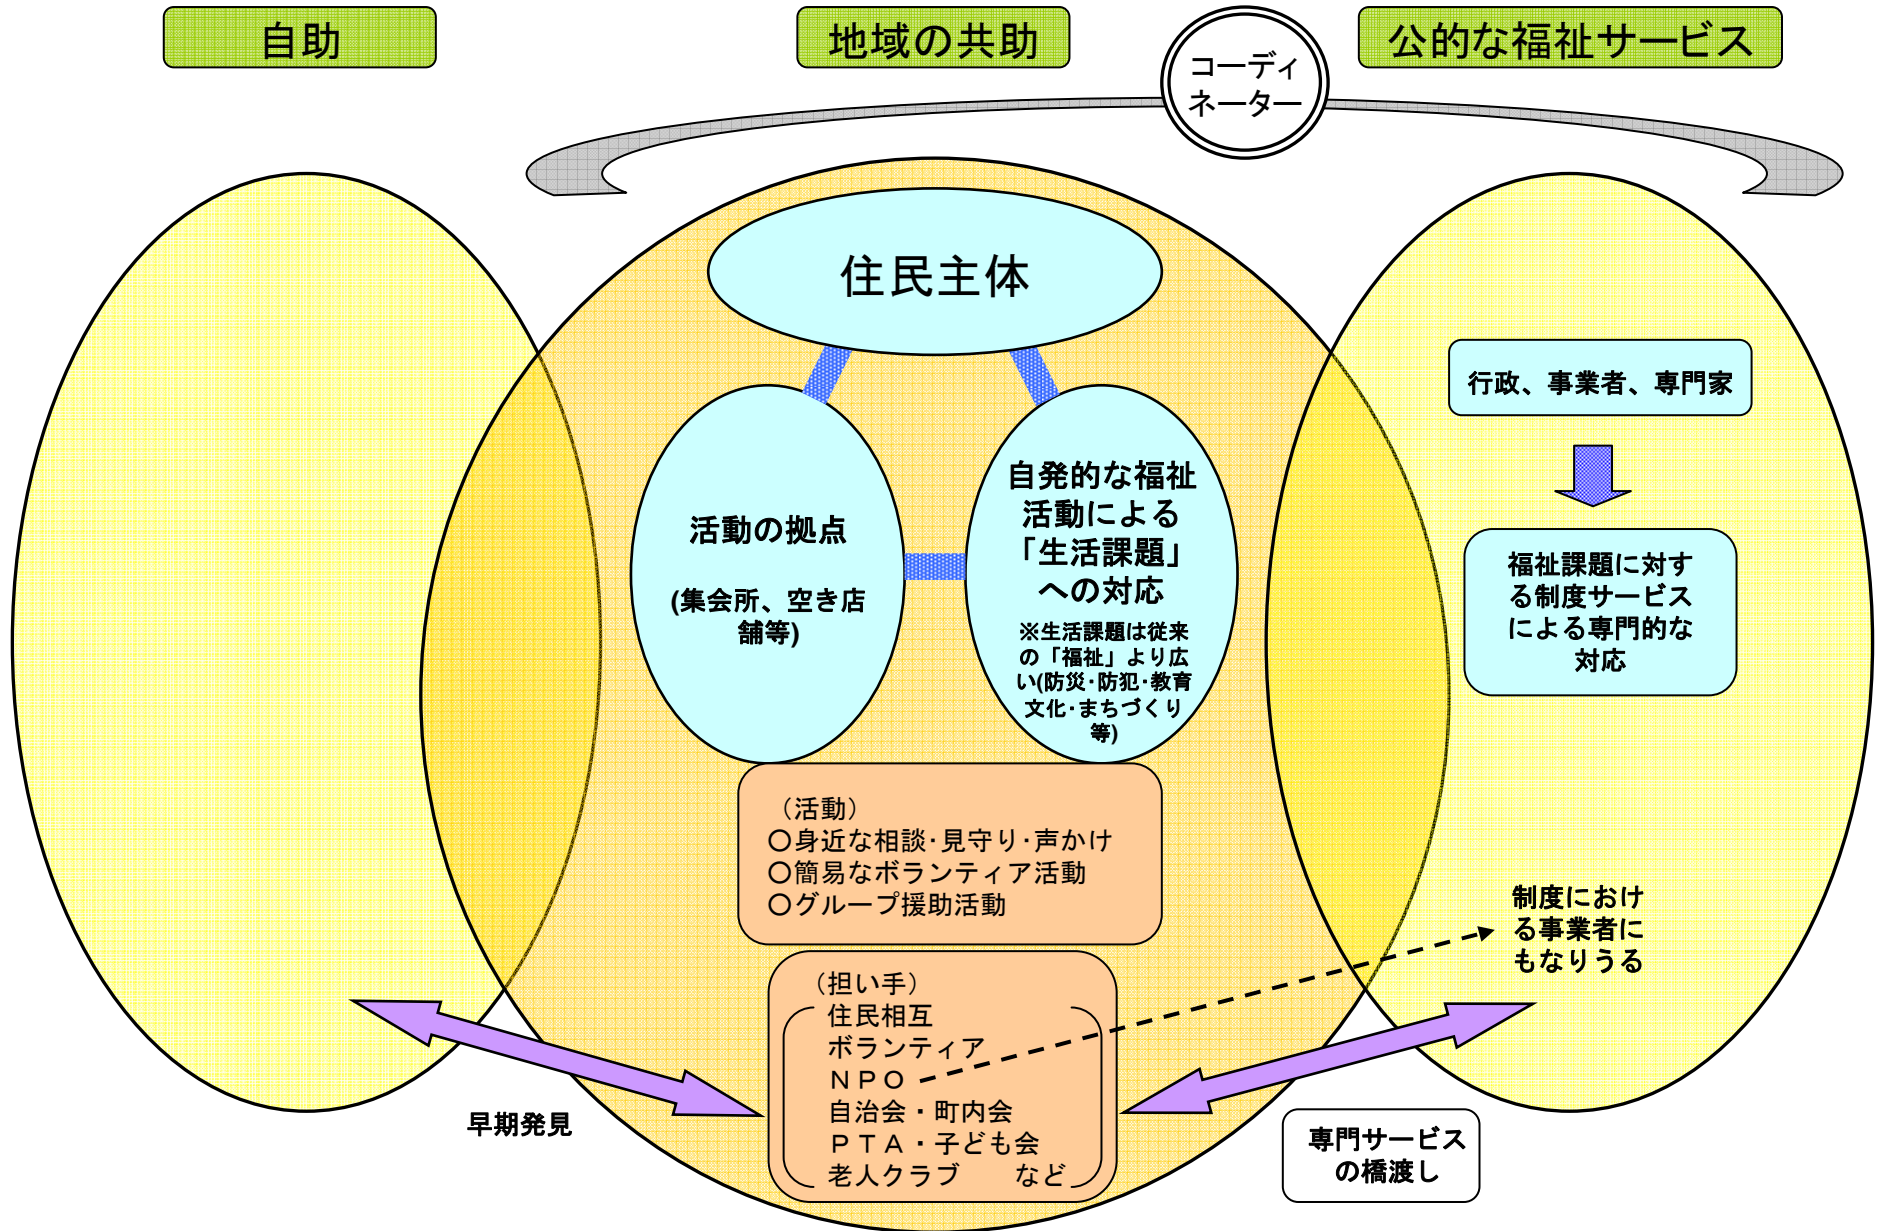 自助
地域の共助
コーディ
ネーター
公的な福祉サービス
住民主体
活動の拠点
(集会所、空き店
舗等)
自発的な福祉
活動による
「生活課題」
への対応
※生活課題は従来
の「福祉」より広
い(防災・防犯・教育
文化・まちづくり
等)
行政、事業者、専門家
福祉課題に対す
る制度サービス
による専門的な
対応
（活動）
〇身近な相談・見守り・声かけ
〇簡易なボランティア活動
〇グループ援助活動
（担い手）
住民相互
ボランティア
ＮＰＯ
自治会・町内会
ＰＴＡ・子ども会
老人クラブ　　など
制度におけ
る事業者に
もなりうる
早期発見
専門サービス
の橋渡し